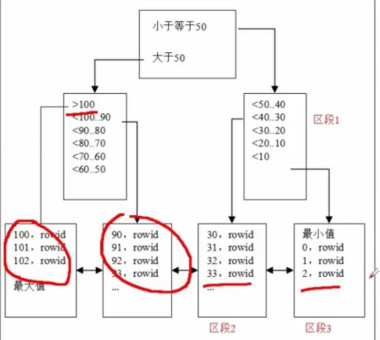 小于等于50
大于50
>100
<100..90
<90..80
<80..70
<70..60
<60..50
<50..40
<40..30
<30..20
<20..10
<10
区段1
100，rowid
101，rowid
102，rowid
最大值
90，rowid
91，rowid
92，rowid
93，rowid
...
30，rowid
31，rowid
32，rowid
33，rowid
...
最小值
0，rowid
1，rowid
2，rowid
区段2
区段3